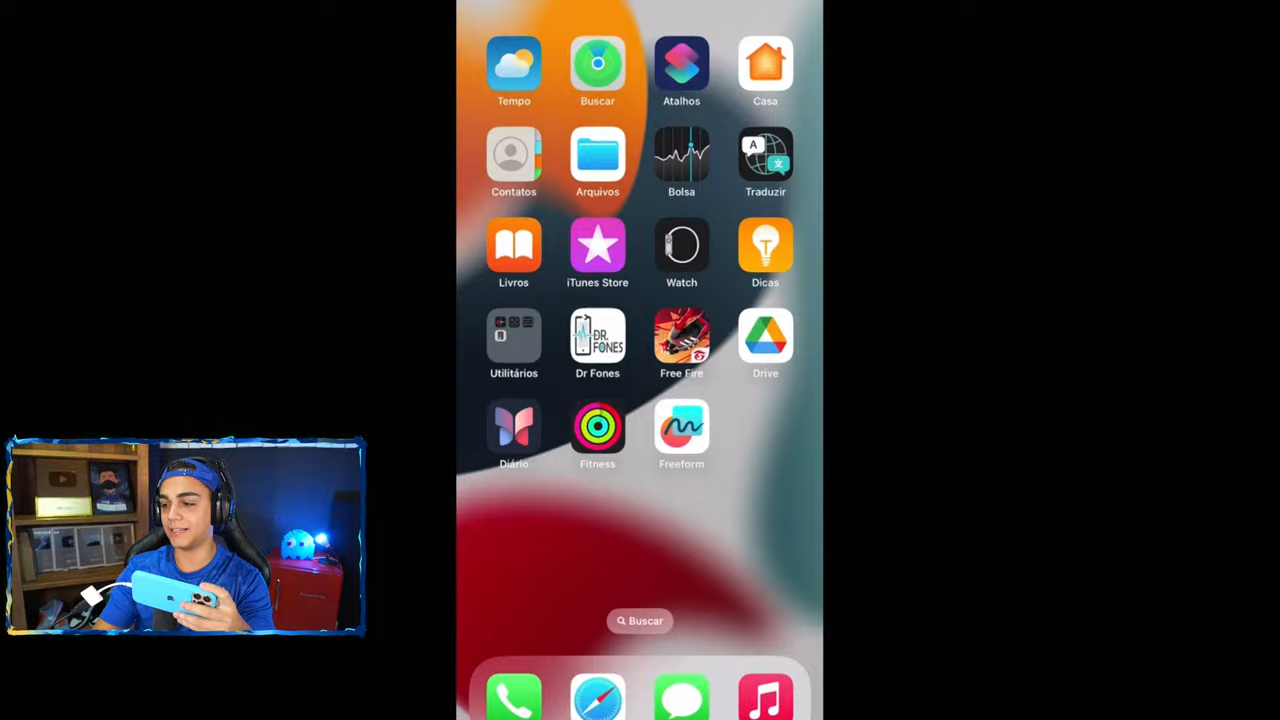 Tempo
Buscar
Atalhos
Casa
A
文
Contatos
Arquivos
Bolsa
Traduzir
Livros
iTunes Store
Watch
Dicas
DR.
FONES
Utilitários
Dr Fones
Free Fire
Drive
Diário
Fitness
Freeform
Buscar